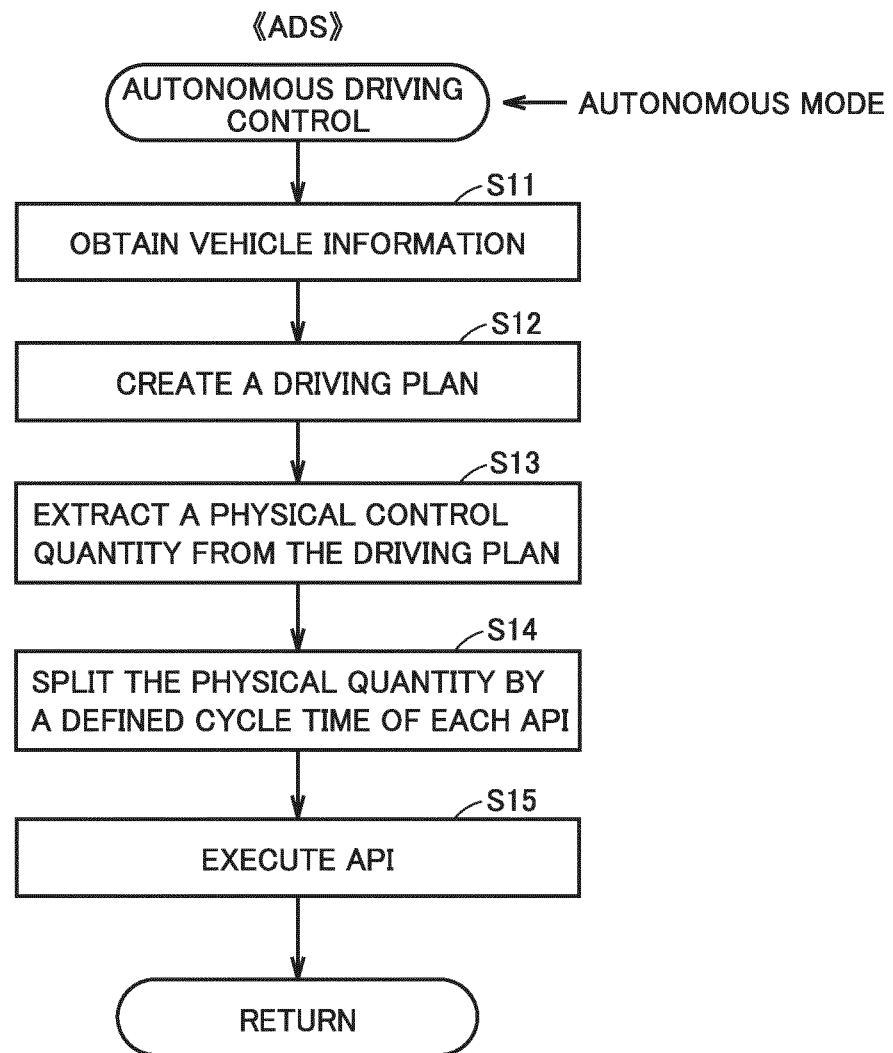 《ADS》
AUTONOMOUS DRIVING
CONTROL
AUTONOMOUS MODE
S11
OBTAIN VEHICLE INFORMATION
S12
CREATE A DRIVING PLAN
S13
EXTRACT A PHYSICAL CONTROL
QUANTITY FROM THE DRIVING PLAN
S14
SPLIT THE PHYSICAL QUANTITY BY
A DEFINED CYCLE TIME OF EACH API
S15
EXECUTE API
RETURN